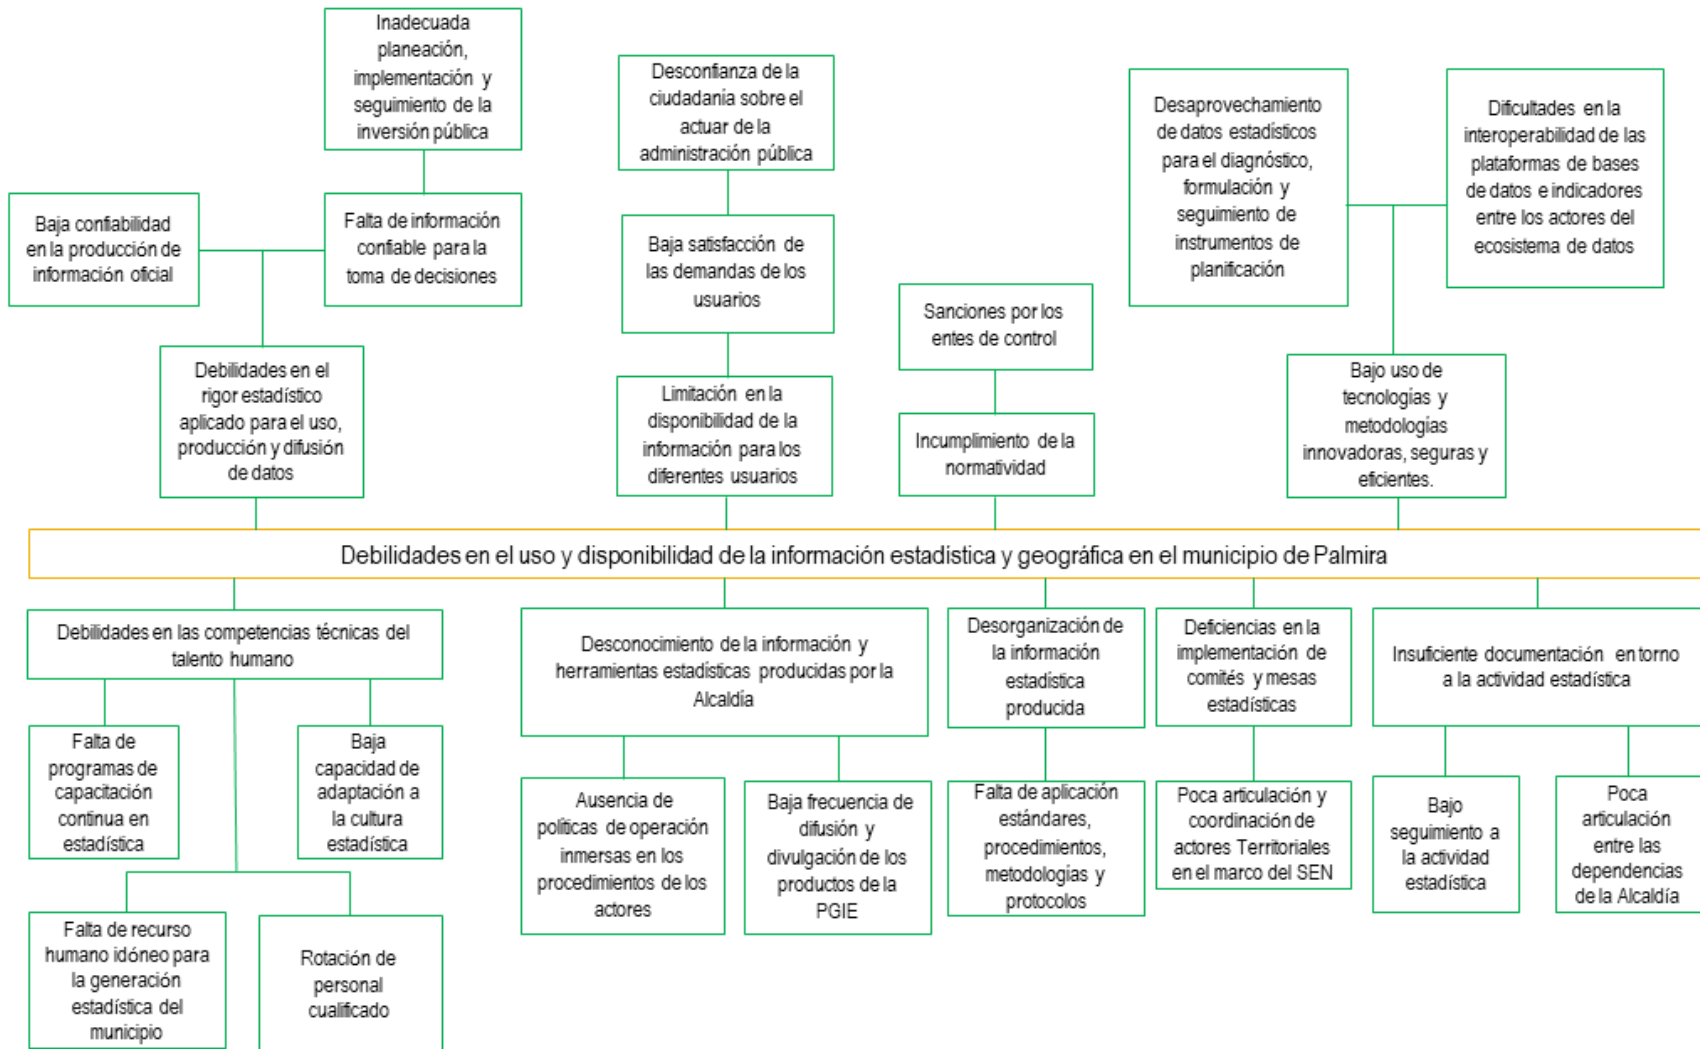 Inadecuada
planeación,
implementación y
seguimiento de la
inversión pública
Desconfianza de la
ciudadanía sobre el
actuar de la
administración pública
Desaprovechamiento
de datos estadísticos
para el diagnóstico,
formulación y
seguimiento de
instrumentos de
planificación
Dificultades en la
interoperabilidad de las
plataformas de bases
de datos e indicadores
entre los actores del
ecosistema de datos
Baja confiabilidad
en la producción de
información oficial
Falta de información
confiable para la
toma de decisiones
Baja satisfacción de
las demandas de los
usuarios
Sanciones por los
entes de control
Debilidades en el
rigor estadístico
aplicado para el uso,
producción y difusión
de datos
Limitación en la
disponibilidad de la
información para los
diferentes usuarios
Incumplimiento de la
normatividad
Bajo uso de
tecnologías y
metodologías
innovadoras, seguras y
eficientes.
Debilidades en el uso y disponibilidad de la información estadística y geográfica en el municipio de Palmira
Debilidades en las competencias técnicas del
talento humano
Desconocimiento de la información y
herramientas estadísticas producidas por la
Alcaldía
Desorganización de
la información
estadística
producida
Deficiencias en la
implementación de
comités y mesas
estadísticas
Insuficiente documentación en torno
a la actividad estadística
Falta de
programas de
capacitación
continua en
estadística
Baja
capacidad de
adaptación a
la cultura
estadística
Ausencia de
políticas de operación
inmersas en los
procedimientos de los
actores
Baja frecuencia de
difusión y
divulgación de los
productos de la
PGIE
Falta de aplicación
estándares,
procedimientos,
metodologías y
protocolos
Poca articulación y
coordinación de
actores Territoriales
en el marco del SEN
Bajo
seguimiento a
la actividad
estadística
Poca
articulación
entre las
dependencias
de la Alcaldía
Falta de recurso
humano idóneo para
la generación
estadística del
municipio
Rotación de
personal
cualificado